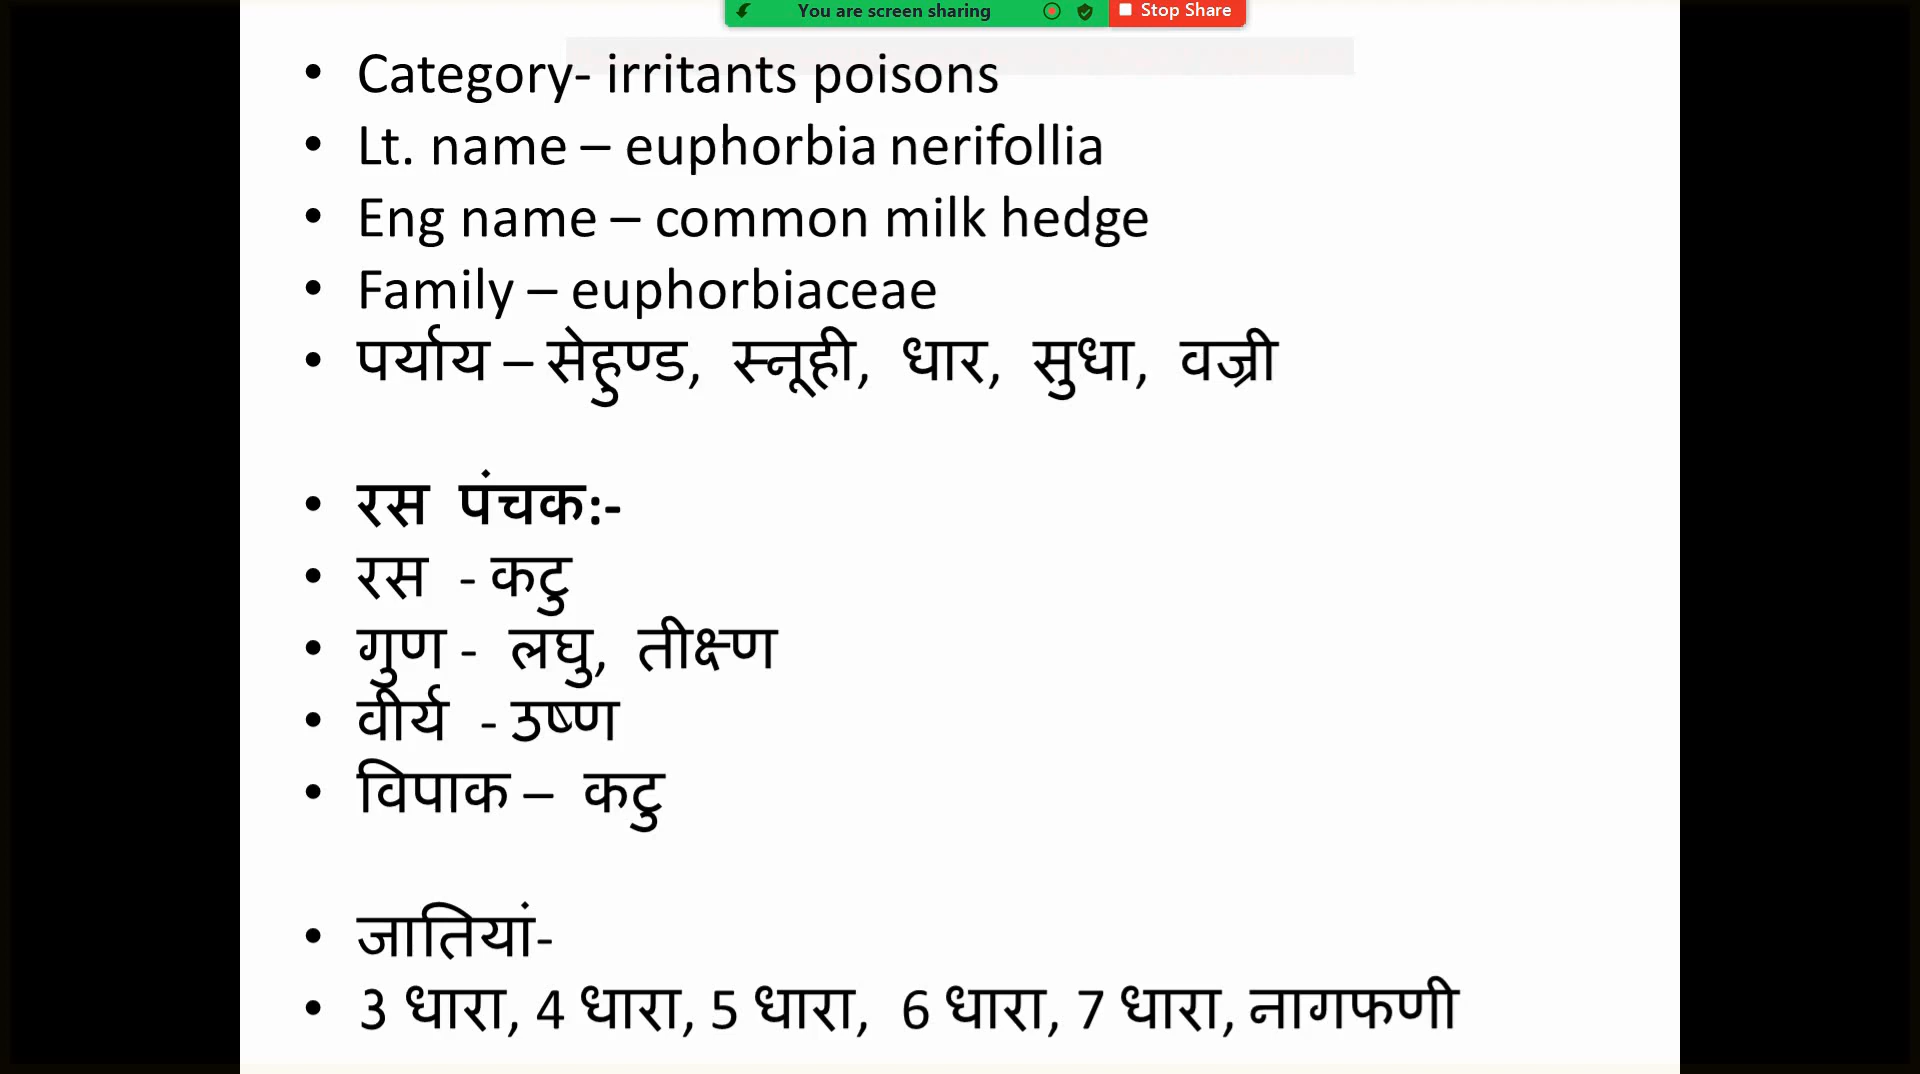 You are screen sharing Stop Share
• Category- irritants poisons
• Lt. name – euphorbia nerifollia
• Eng name – common milk hedge
• Family – euphorbiaceae
• पर्याय – सेहुण्ड, स्नूही, धार, सुधा, वज्री
• रस पंचक:-
• रस - कटु
• गुण - लघु, तीक्ष्ण
• वीर्य - उष्ण
• विपाक – कटु
• जातियां-
• 3 धारा, 4 धारा, 5 धारा, 6 धारा, 7 धारा, नागफणी